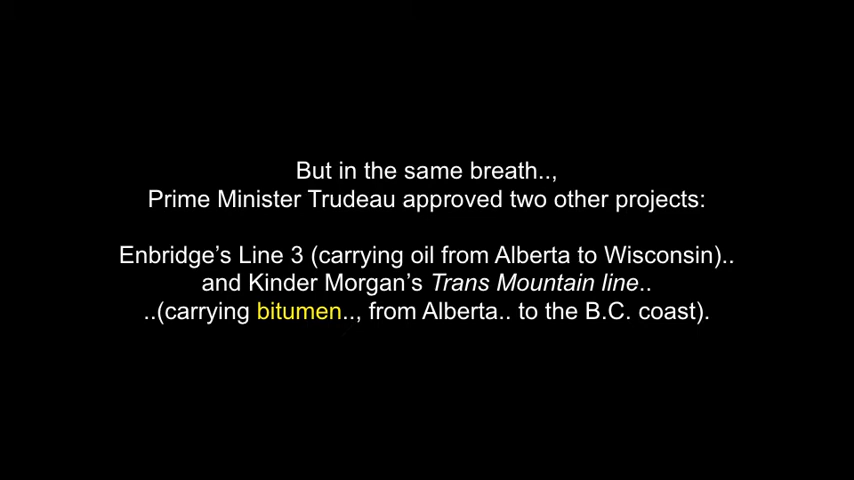 But in the same breath..,
Prime Minister Trudeau approved two other projects:
Enbridge’s Line 3 (carrying oil from Alberta to Wisconsin)..
and Kinder Morgan’s Trans Mountain line..
..(carrying bitumen.., from Alberta.. to the B.C. coast).